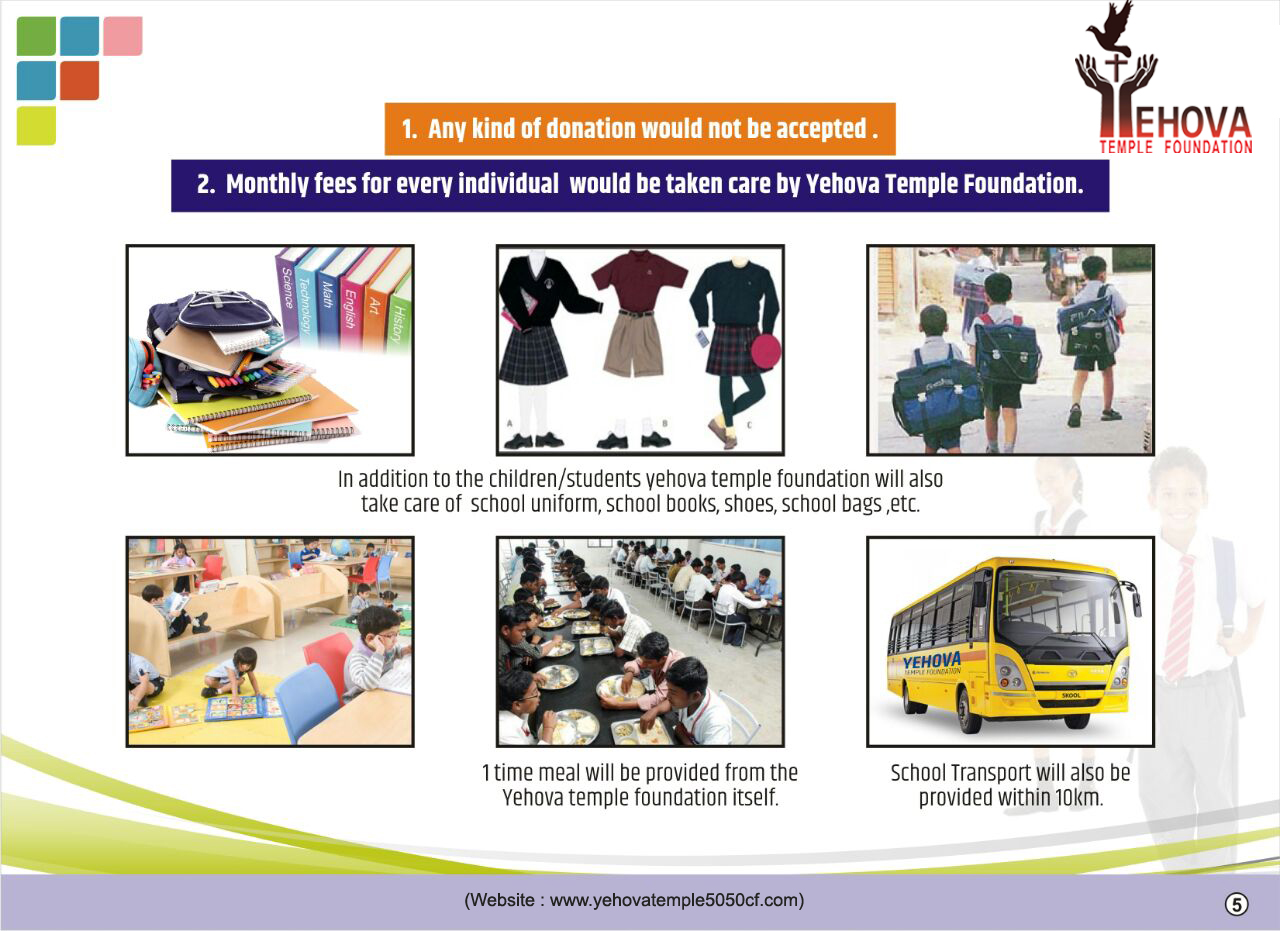 YEHOVA
TEMPLE FOUNDATION
1. Any kind of donation would not be accepted .
2. Monthly fees for every individual would be taken care by Yehova Temple Foundation.
Science
Technology
Math
English
Art
History
A
B
C
FILA
In addition to the children/students yehova temple foundation will also
take care of school uniform, school books, shoes, school bags ,etc.
YEHOVA
TEMPLE FOUNDATION
SKOOL
1 time meal will be provided from the
Yehova temple foundation itself.
School Transport will also be
provided within 10km.
(Website : www.yehovatemple5050cf.com)
5